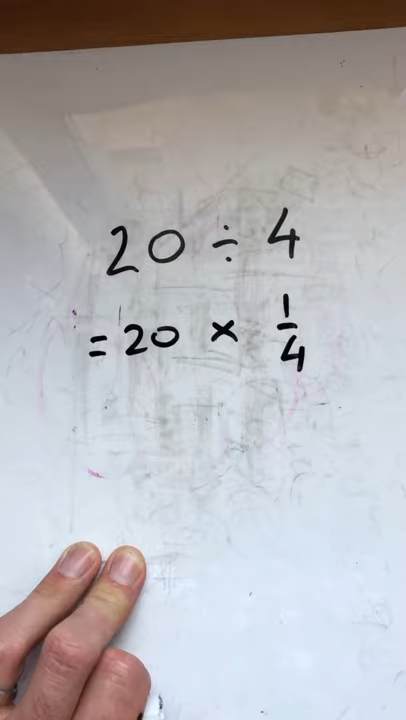 20 ÷ 4
= 20 × 1/4